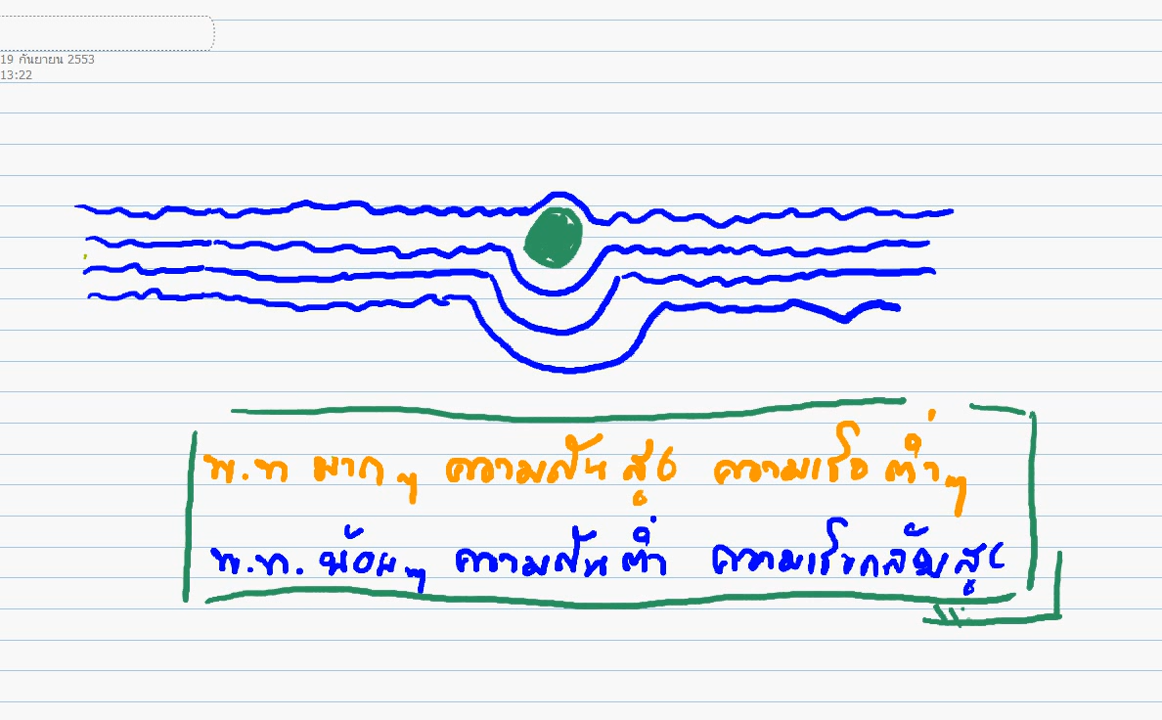 19 กันยายน 2553
13:22
พ.ท มากๆ ความดันสูง ความเร็วต่ำๆ
พ.ท. น้อยๆ ความดันต่ำ ความเร็วกลับสูง